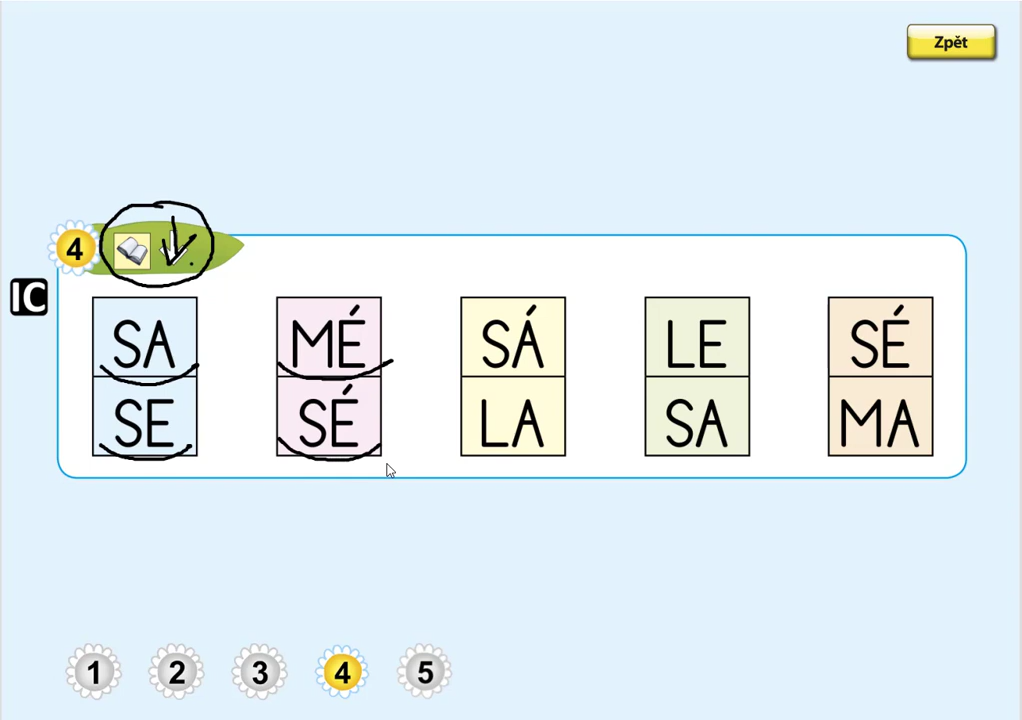 Zpět
4
IC
SA MÉ SÁ LE SÉ
SE SÉ LA SA MA
1 2 3 4 5